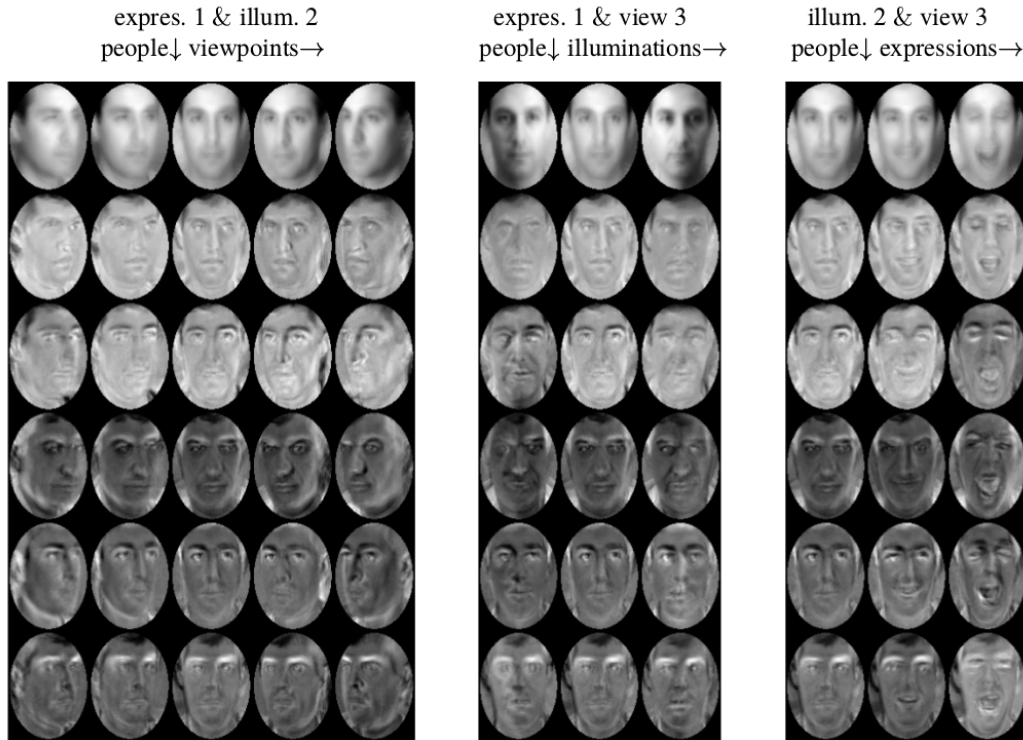 expres. 1 & illum. 2
people↓ viewpoints→
expres. 1 & view 3
people↓ illuminations→
illum. 2 & view 3
people↓ expressions→